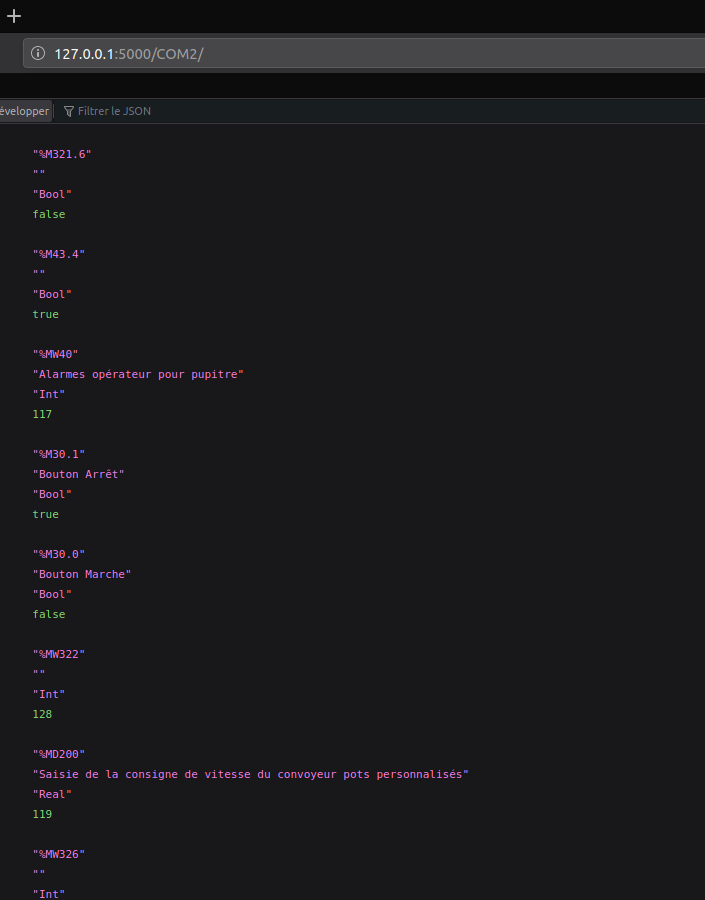 +
127.0.0.1:5000/COM2/
évelopper Filtrer le JSON
"%M321.6"
""
"Bool"
false
"%M43.4"
""
"Bool"
true
"%MW40"
"Alarmes opérateur pour pupitre"
"Int"
117
"%M30.1"
"Bouton Arrêt"
"Bool"
true
"%M30.0"
"Bouton Marche"
"Bool"
false
"%MW322"
""
"Int"
128
"%MD200"
"Saisie de la consigne de vitesse du convoyeur pots personnalisés"
"Real"
119
"%MW326"
""
"Int"